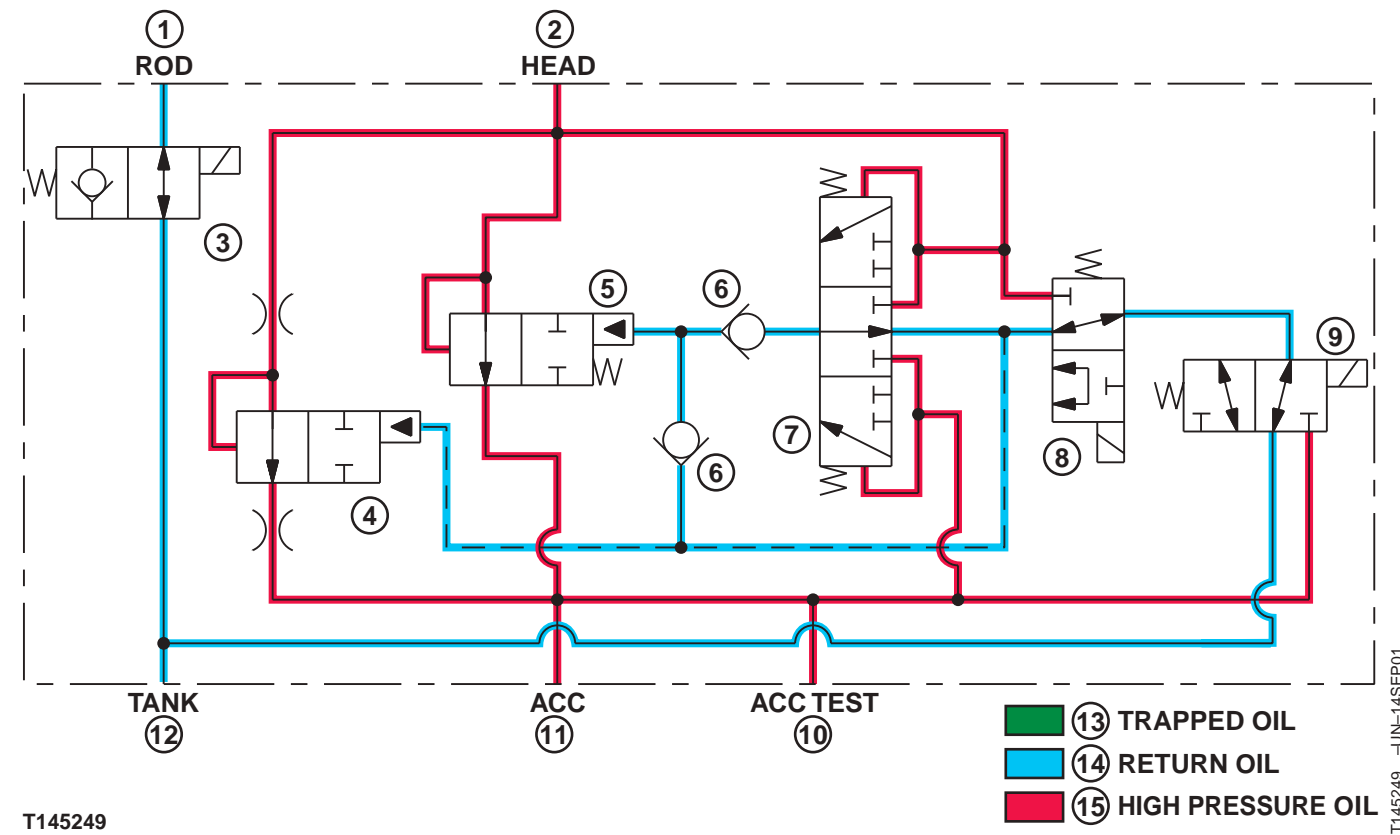 1
ROD
2
HEAD
3
5
6
6
4
7
8
9
TANK
12
ACC
11
ACC TEST
10
13 TRAPPED OIL
14 RETURN OIL
15 HIGH PRESSURE OIL
T145249
T145249 –UN–14SEP01